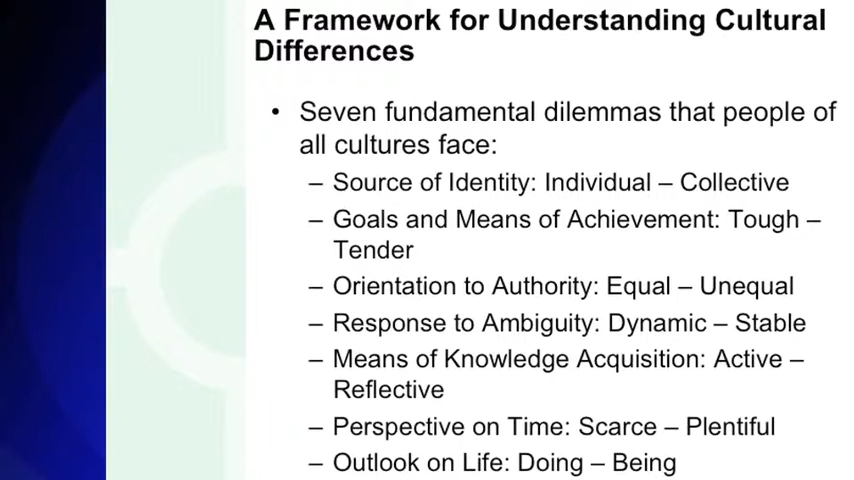 A Framework for Understanding Cultural
Differences
• Seven fundamental dilemmas that people of
all cultures face:
– Source of Identity: Individual – Collective
– Goals and Means of Achievement: Tough –
Tender
– Orientation to Authority: Equal – Unequal
– Response to Ambiguity: Dynamic – Stable
– Means of Knowledge Acquisition: Active –
Reflective
– Perspective on Time: Scarce – Plentiful
– Outlook on Life: Doing – Being